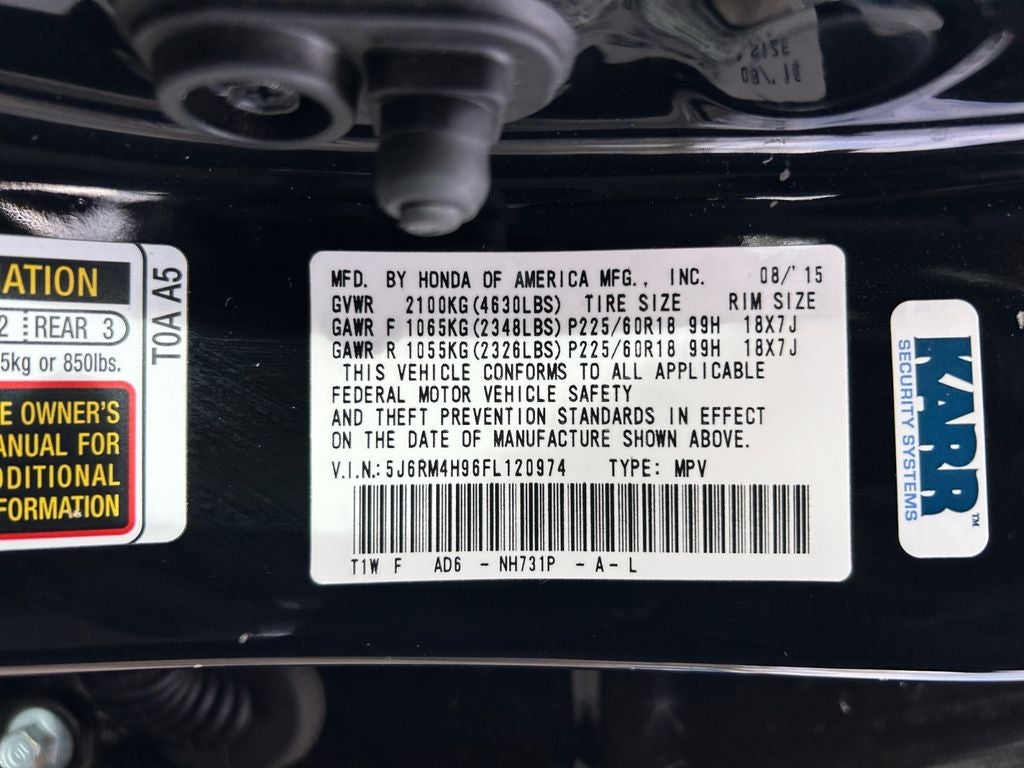 ATION
2 REAR 3
5kg or 850lbs.
E OWNER'S
ANUAL FOR
DDITIONAL
FORMATION
T0A A5
MFD. BY HONDA OF AMERICA MFG., INC. 08/'15
GVWR 2100KG(4630LBS) TIRE SIZE RIM SIZE
GAWR F 1065KG(2348LBS) P225/60R18 99H 18X7J
GAWR R 1055KG(2326LBS) P225/60R18 99H 18X7J
THIS VEHICLE CONFORMS TO ALL APPLICABLE
FEDERAL MOTOR VEHICLE SAFETY
AND THEFT PREVENTION STANDARDS IN EFFECT
ON THE DATE OF MANUFACTURE SHOWN ABOVE.
V.I.N.: 5J6RM4H96FL120974 TYPE: MPV
T1W F AD6 - NH731P - A - L
KARR™
SECURITY SYSTEMS